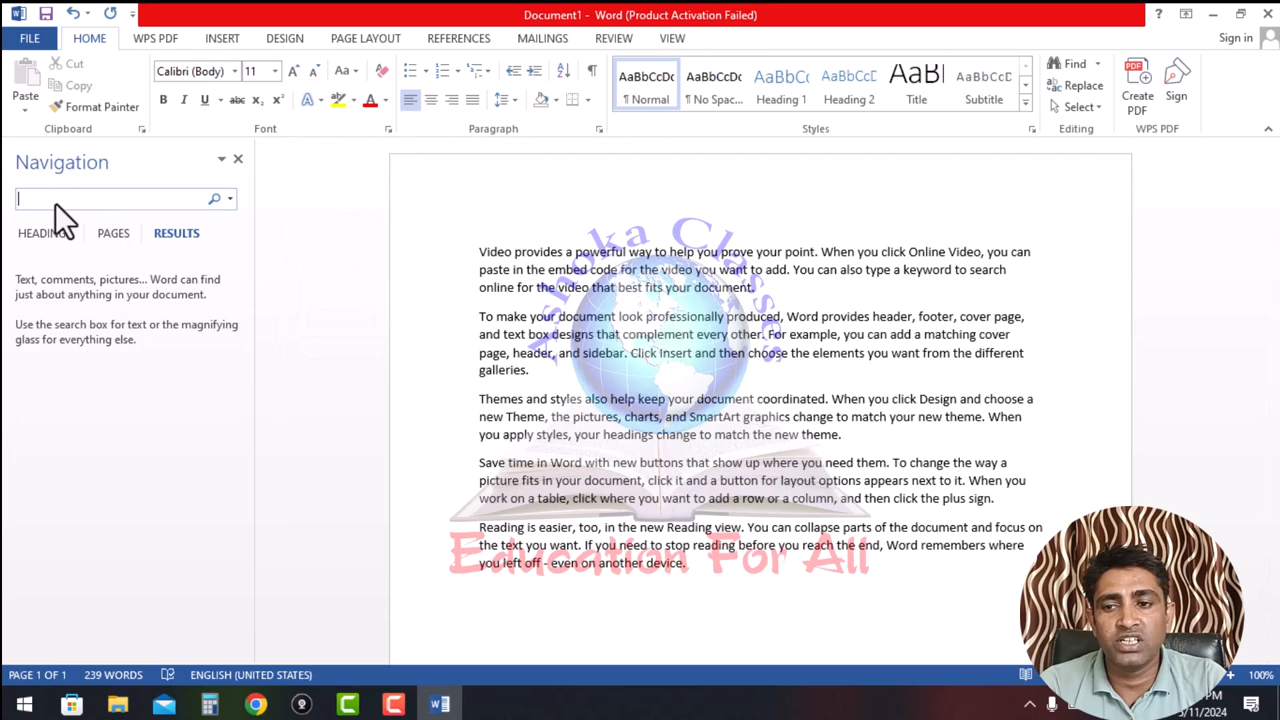 Document1 - Word (Product Activation Failed)
?
FILE HOME WPS PDF INSERT DESIGN PAGE LAYOUT REFERENCES MAILINGS REVIEW VIEW Sign in
Paste
Cut
Copy
Format Painter
Clipboard
Calibri (Body) 11
Font
Paragraph
AaBbCcDc AaBbCcDc AaBbCc AaBbCcD AaBI AaBbCcD
¶ Normal ¶ No Spac... Heading 1 Heading 2 Title Subtitle
Styles
Find
Replace
Select
Editing
Create PDF
Sign
WPS PDF
Navigation
HEADING PAGES RESULTS
Text, comments, pictures... Word can find
just about anything in your document.
Use the search box for text or the magnifying
glass for everything else.
Ashoka Classes
Video provides a powerful way to help you prove your point. When you click Online Video, you can
paste in the embed code for the video you want to add. You can also type a keyword to search
online for the video that best fits your document.
To make your document look professionally produced, Word provides header, footer, cover page,
and text box designs that complement every other. For example, you can add a matching cover
page, header, and sidebar. Click Insert and then choose the elements you want from the different
galleries.
Themes and styles also help keep your document coordinated. When you click Design and choose a
new Theme, the pictures, charts, and SmartArt graphics change to match your new theme. When
you apply styles, your headings change to match the new theme.
Save time in Word with new buttons that show up where you need them. To change the way a
picture fits in your document, click it and a button for layout options appears next to it. When you
work on a table, click where you want to add a row or a column, and then click the plus sign.
Reading is easier, too, in the new Reading view. You can collapse parts of the document and focus on
the text you want. If you need to stop reading before you reach the end, Word remembers where
you left off - even on another device.
Education For All
PAGE 1 OF 1 239 WORDS ENGLISH (UNITED STATES) 100%